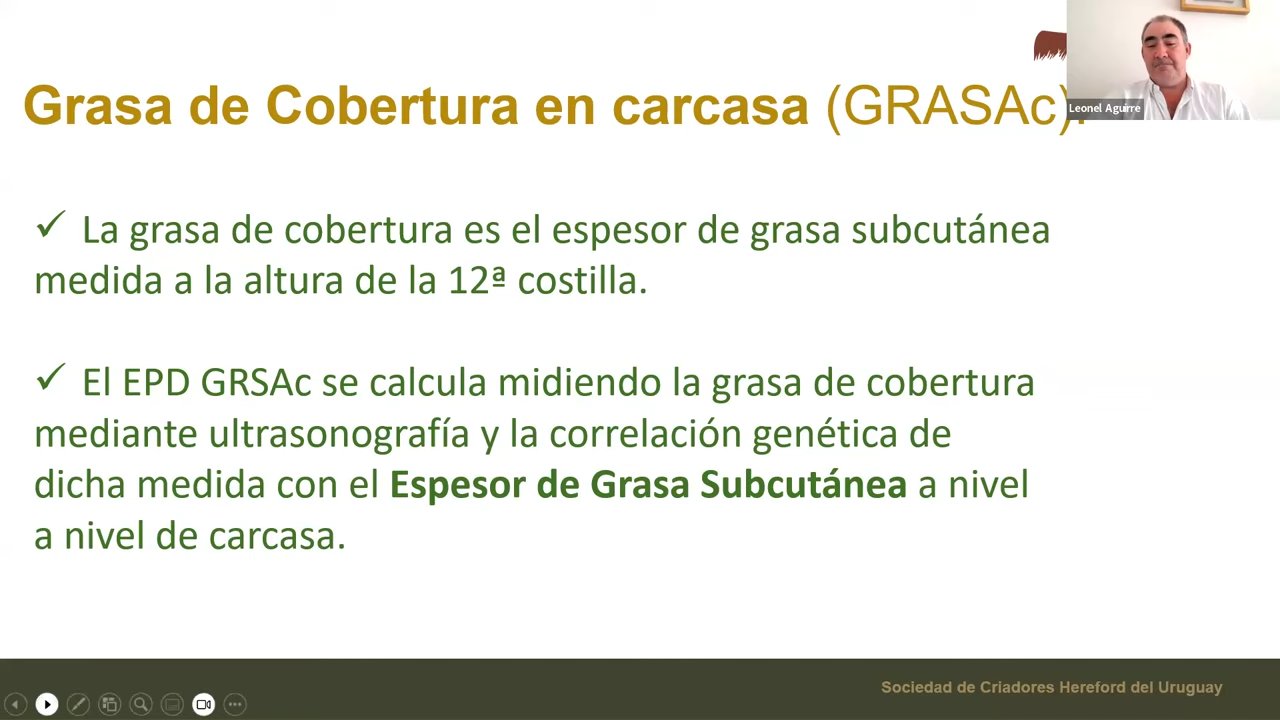 Grasa de Cobertura en carcasa (GRASAc).
Leonel Aguirre
✓ La grasa de cobertura es el espesor de grasa subcutánea
medida a la altura de la 12ª costilla.
✓ El EPD GRSAc se calcula midiendo la grasa de cobertura
mediante ultrasonografía y la correlación genética de
dicha medida con el Espesor de Grasa Subcutánea a nivel
a nivel de carcasa.
Sociedad de Criadores Hereford del Uruguay